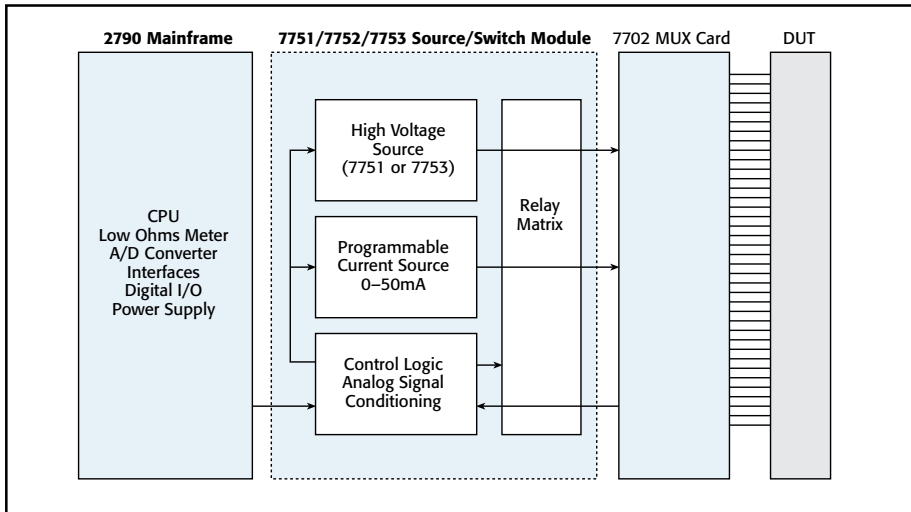 2790 Mainframe
7751/7752/7753 Source/Switch Module
7702 MUX Card
DUT
CPU
Low Ohms Meter
A/D Converter
Interfaces
Digital I/O
Power Supply
High Voltage
Source
(7751 or 7753)
Programmable
Current Source
0–50mA
Control Logic
Analog Signal
Conditioning
Relay
Matrix